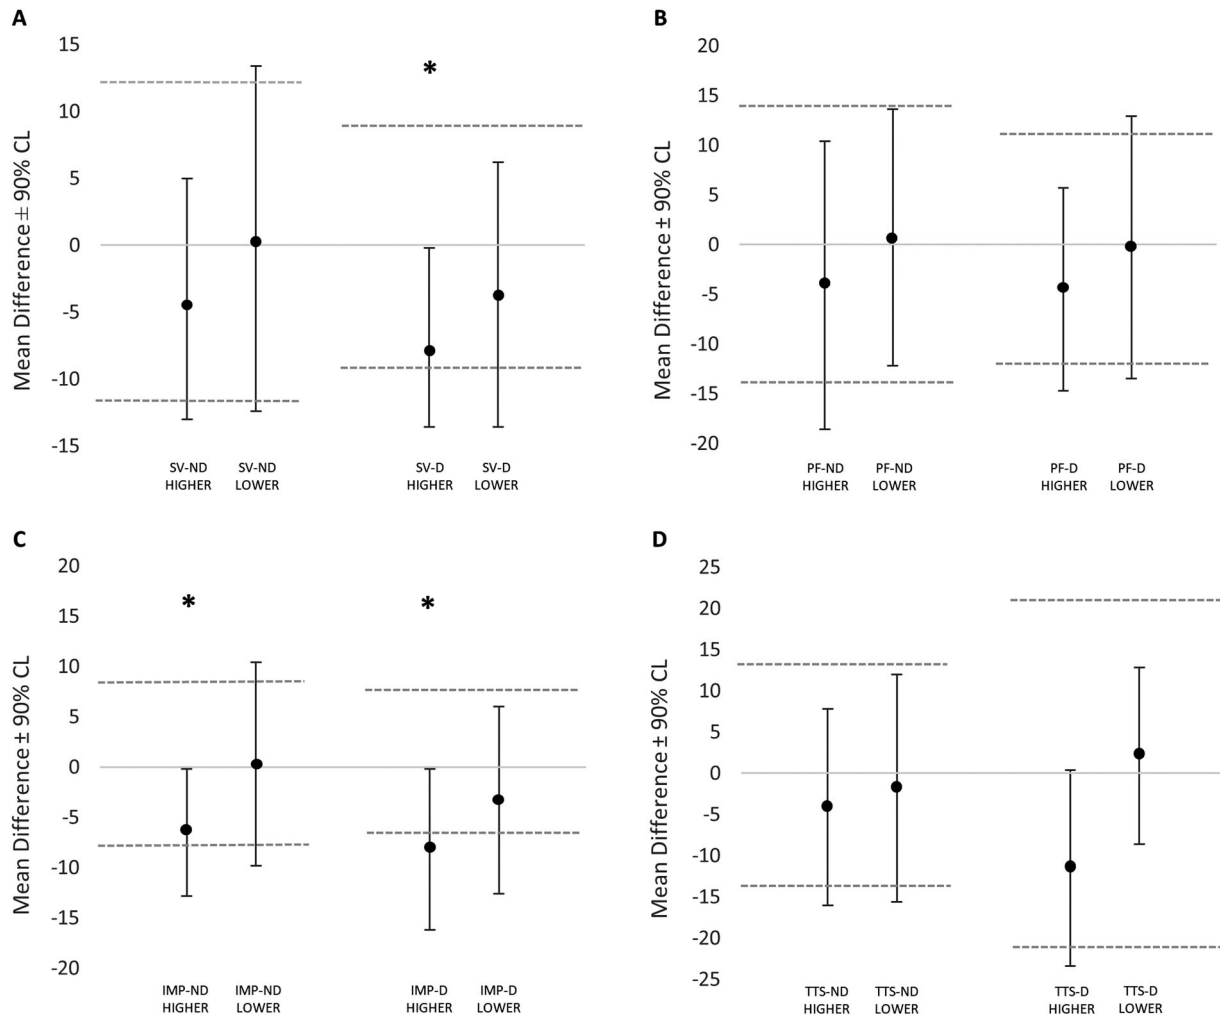 A
Mean Difference ± 90% CL
15
10
5
0
-5
-10
-15
*
SV-ND HIGHER
SV-ND LOWER
SV-D HIGHER
SV-D LOWER
B
Mean Difference ± 90% CL
20
15
10
5
0
-5
-10
-15
-20
PF-ND HIGHER
PF-ND LOWER
PF-D HIGHER
PF-D LOWER
C
Mean Difference ± 90% CL
20
15
10
5
0
-5
-10
-15
-20
*
*
IMP-ND HIGHER
IMP-ND LOWER
IMP-D HIGHER
IMP-D LOWER
D
Mean Difference ± 90% CL
25
20
15
10
5
0
-5
-10
-15
-20
-25
TTS-ND HIGHER
TTS-ND LOWER
TTS-D HIGHER
TTS-D LOWER